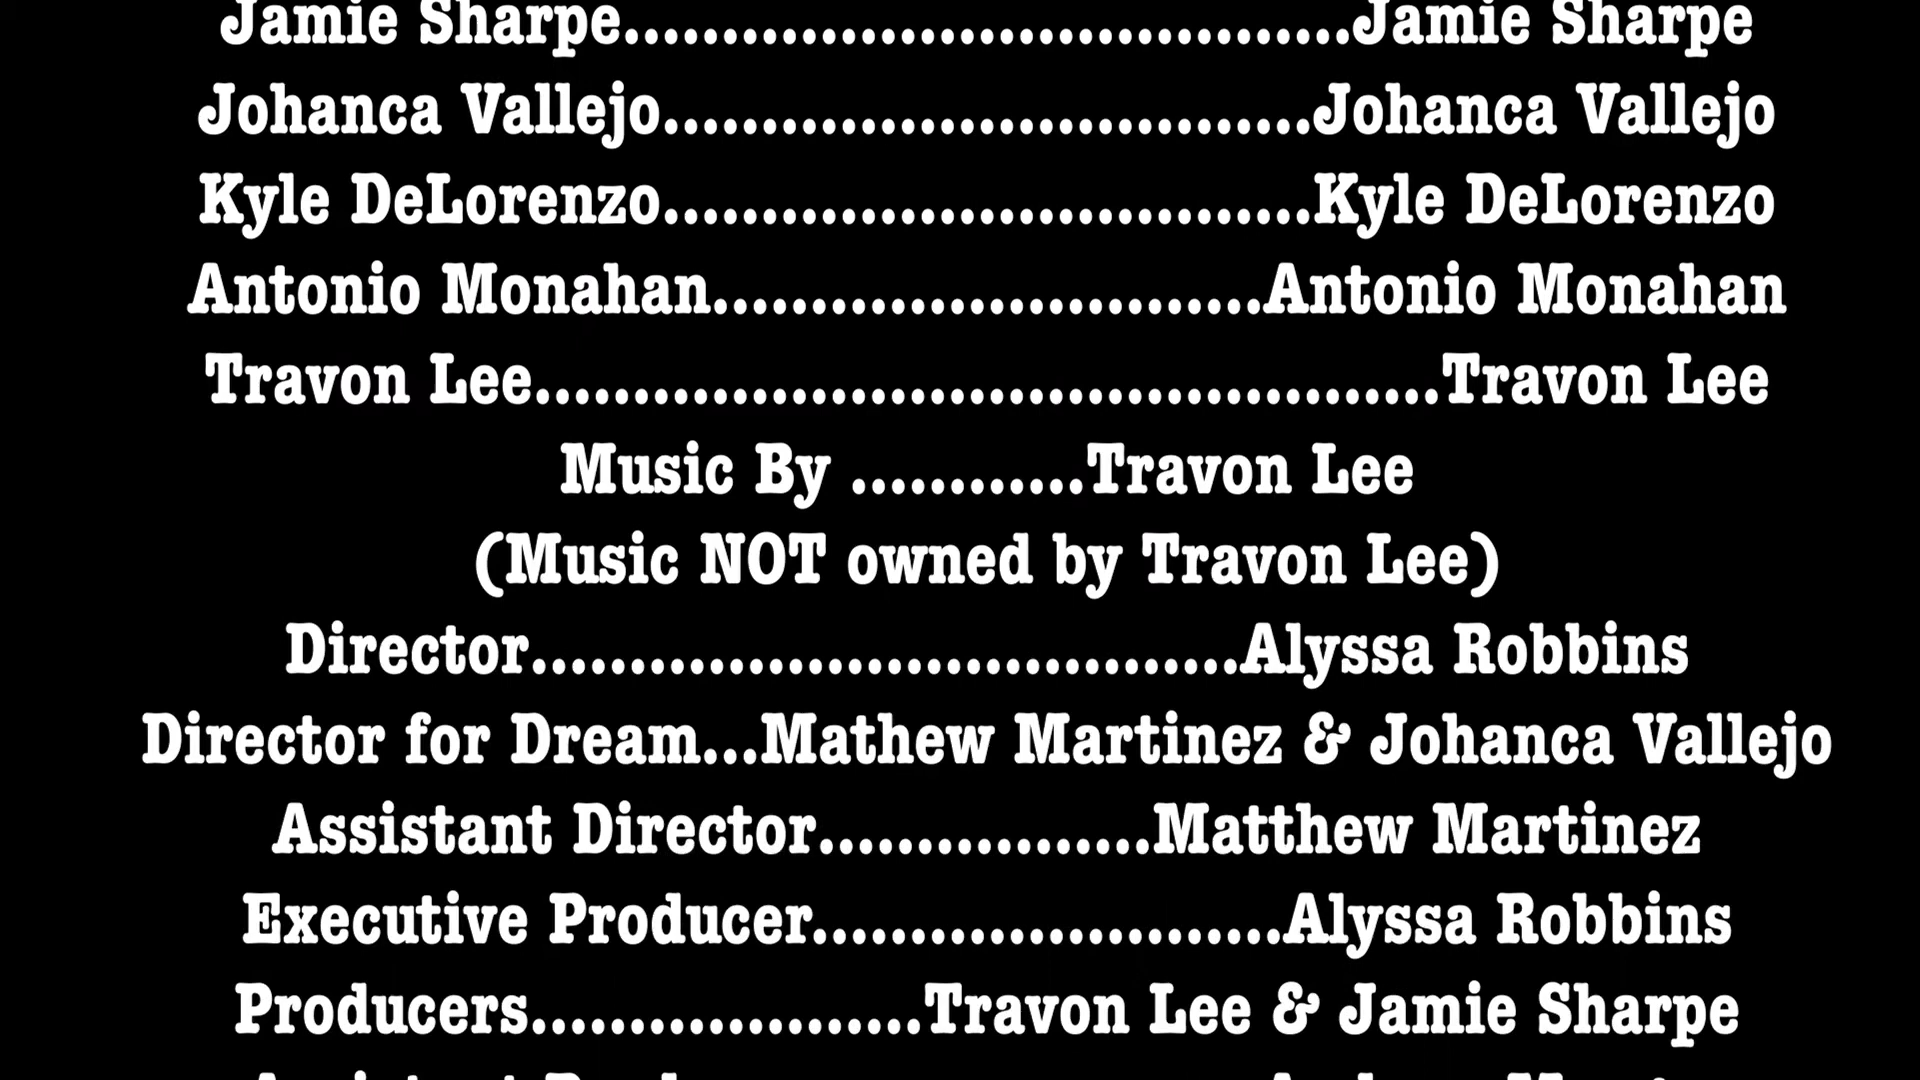 Jamie Sharpe.....................................Jamie Sharpe
Johanca Vallejo.................................Johanca Vallejo
Kyle DeLorenzo.................................Kyle DeLorenzo
Antonio Monahan............................Antonio Monahan
Travon Lee..............................................Travon Lee
Music By ............Travon Lee
(Music NOT owned by Travon Lee)
Director....................................Alyssa Robbins
Director for Dream...Mathew Martinez & Johanca Vallejo
Assistant Director.................Matthew Martinez
Executive Producer........................Alyssa Robbins
Producers....................Travon Lee & Jamie Sharpe